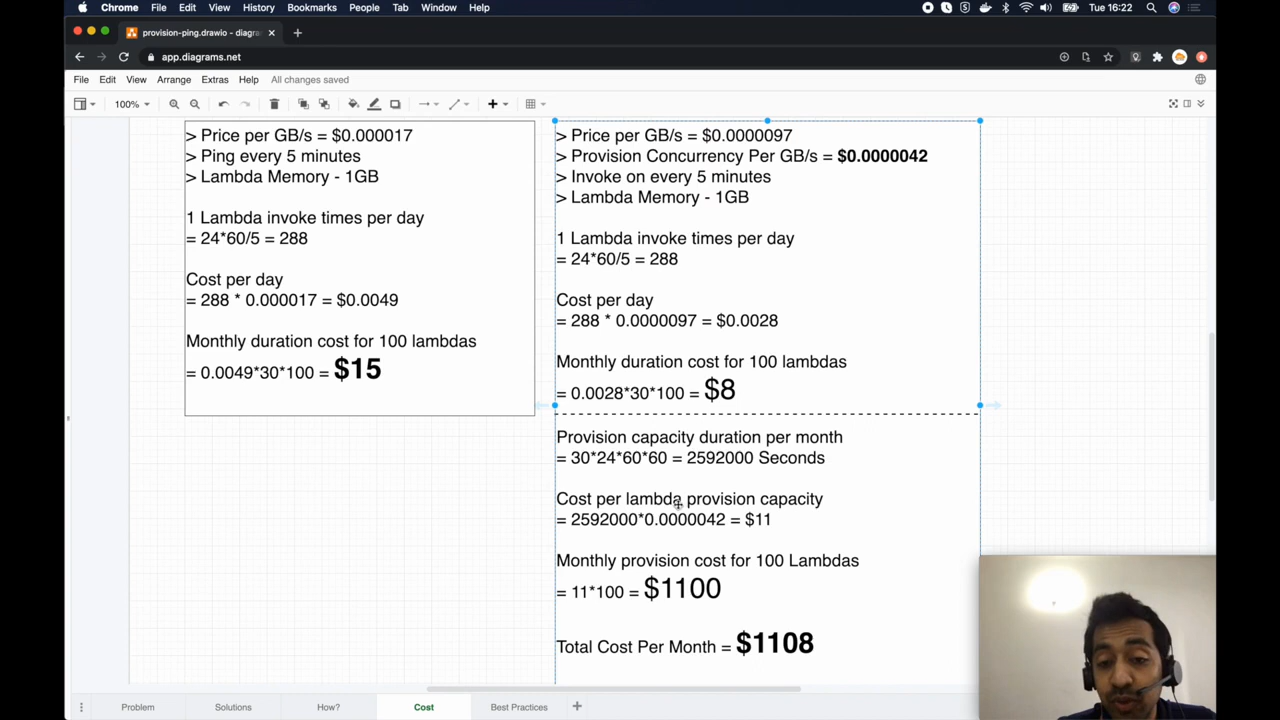 Chrome File Edit View History Bookmarks People Tab Window Help Tue 16:22
provision-ping.drawio - diagra
app.diagrams.net
File Edit View Arrange Extras Help All changes saved
100%
> Price per GB/s = $0.000017
> Ping every 5 minutes
> Lambda Memory - 1GB
1 Lambda invoke times per day
= 24*60/5 = 288
Cost per day
= 288 * 0.000017 = $0.0049
Monthly duration cost for 100 lambdas
= 0.0049*30*100 = $15
> Price per GB/s = $0.0000097
> Provision Concurrency Per GB/s = $0.0000042
> Invoke on every 5 minutes
> Lambda Memory - 1GB
1 Lambda invoke times per day
= 24*60/5 = 288
Cost per day
= 288 * 0.0000097 = $0.0028
Monthly duration cost for 100 lambdas
= 0.0028*30*100 = $8
Provision capacity duration per month
= 30*24*60*60 = 2592000 Seconds
Cost per lambda provision capacity
= 2592000*0.0000042 = $11
Monthly provision cost for 100 Lambdas
= 11*100 = $1100
Total Cost Per Month = $1108
Problem Solutions How? Cost Best Practices